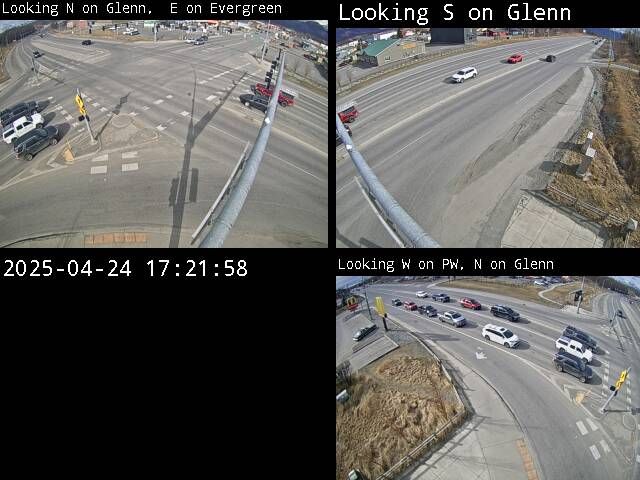 Looking N on Glenn,  E on Evergreen
Looking S on Glenn
2025-04-24 17:21:58
Looking W on PW, N on Glenn